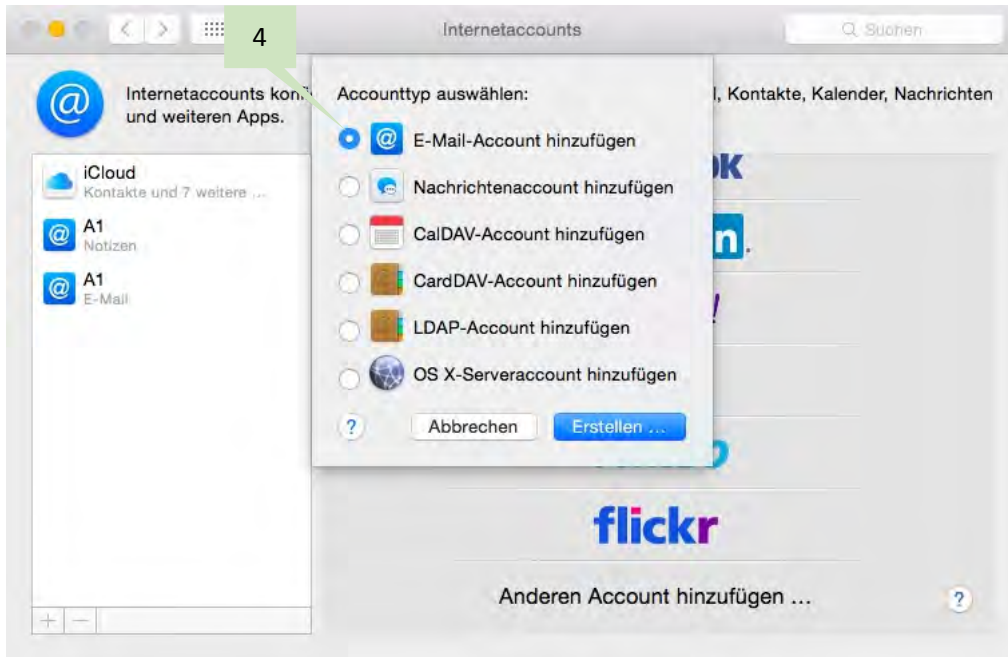 Internetaccounts
Suchen
4
Internetaccounts konfi
und weiteren Apps.
l, Kontakte, Kalender, Nachrichten
iCloud
Kontakte und 7 weitere ...
A1
Notizen
A1
E-Mail
Accounttyp auswählen:
E-Mail-Account hinzufügen
Nachrichtenaccount hinzufügen
CalDAV-Account hinzufügen
CardDAV-Account hinzufügen
LDAP-Account hinzufügen
OS X-Serveraccount hinzufügen
?
Abbrechen
Erstellen ...
flickr
Anderen Account hinzufügen ...
?